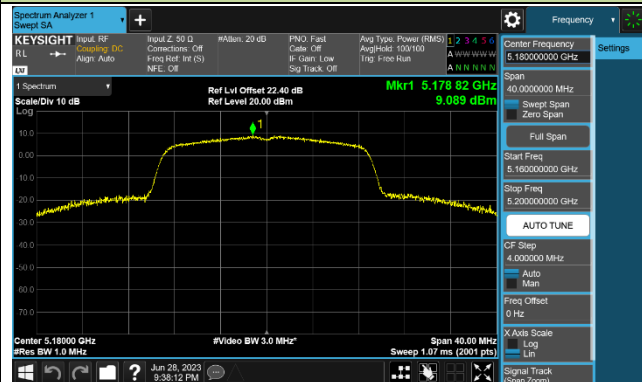 Spectrum Analyzer 1
Swept SA
Frequency
KEYSIGHT
RL
Input: RF
Coupling: DC
Align: Auto
Input Z: 50 Ω
Corrections: Off
Freq Ref: Int (S)
NFE: Off
#Atten: 20 dB
PNO: Fast
Gate: Off
IF Gain: Low
Sig Track: Off
Avg Type: Power (RMS)
Avg|Hold: 100/100
Trig: Free Run
1 2 3 4 5 6
A W W W W W
A N N N N N
1 Spectrum
Scale/Div 10 dB
Log
Ref Lvl Offset 22.40 dB
Ref Level 20.00 dBm
Mkr1 5.178 82 GHz
9.089 dBm
1
10.0
0.00
-10.0
-20.0
-30.0
-40.0
-50.0
-60.0
-70.0
Center 5.18000 GHz
#Res BW 1.0 MHz
#Video BW 3.0 MHz*
Span 40.00 MHz
Sweep 1.07 ms (2001 pts)
Center Frequency
5.180000000 GHz
Settings
Span
40.0000000 MHz
Swept Span
Zero Span
Full Span
Start Freq
5.160000000 GHz
Stop Freq
5.200000000 GHz
AUTO TUNE
CF Step
4.000000 MHz
Auto
Man
Freq Offset
0 Hz
X Axis Scale
Log
Lin
Signal Track
(Span Zoom)
Jun 28, 2023
9:38:12 PM